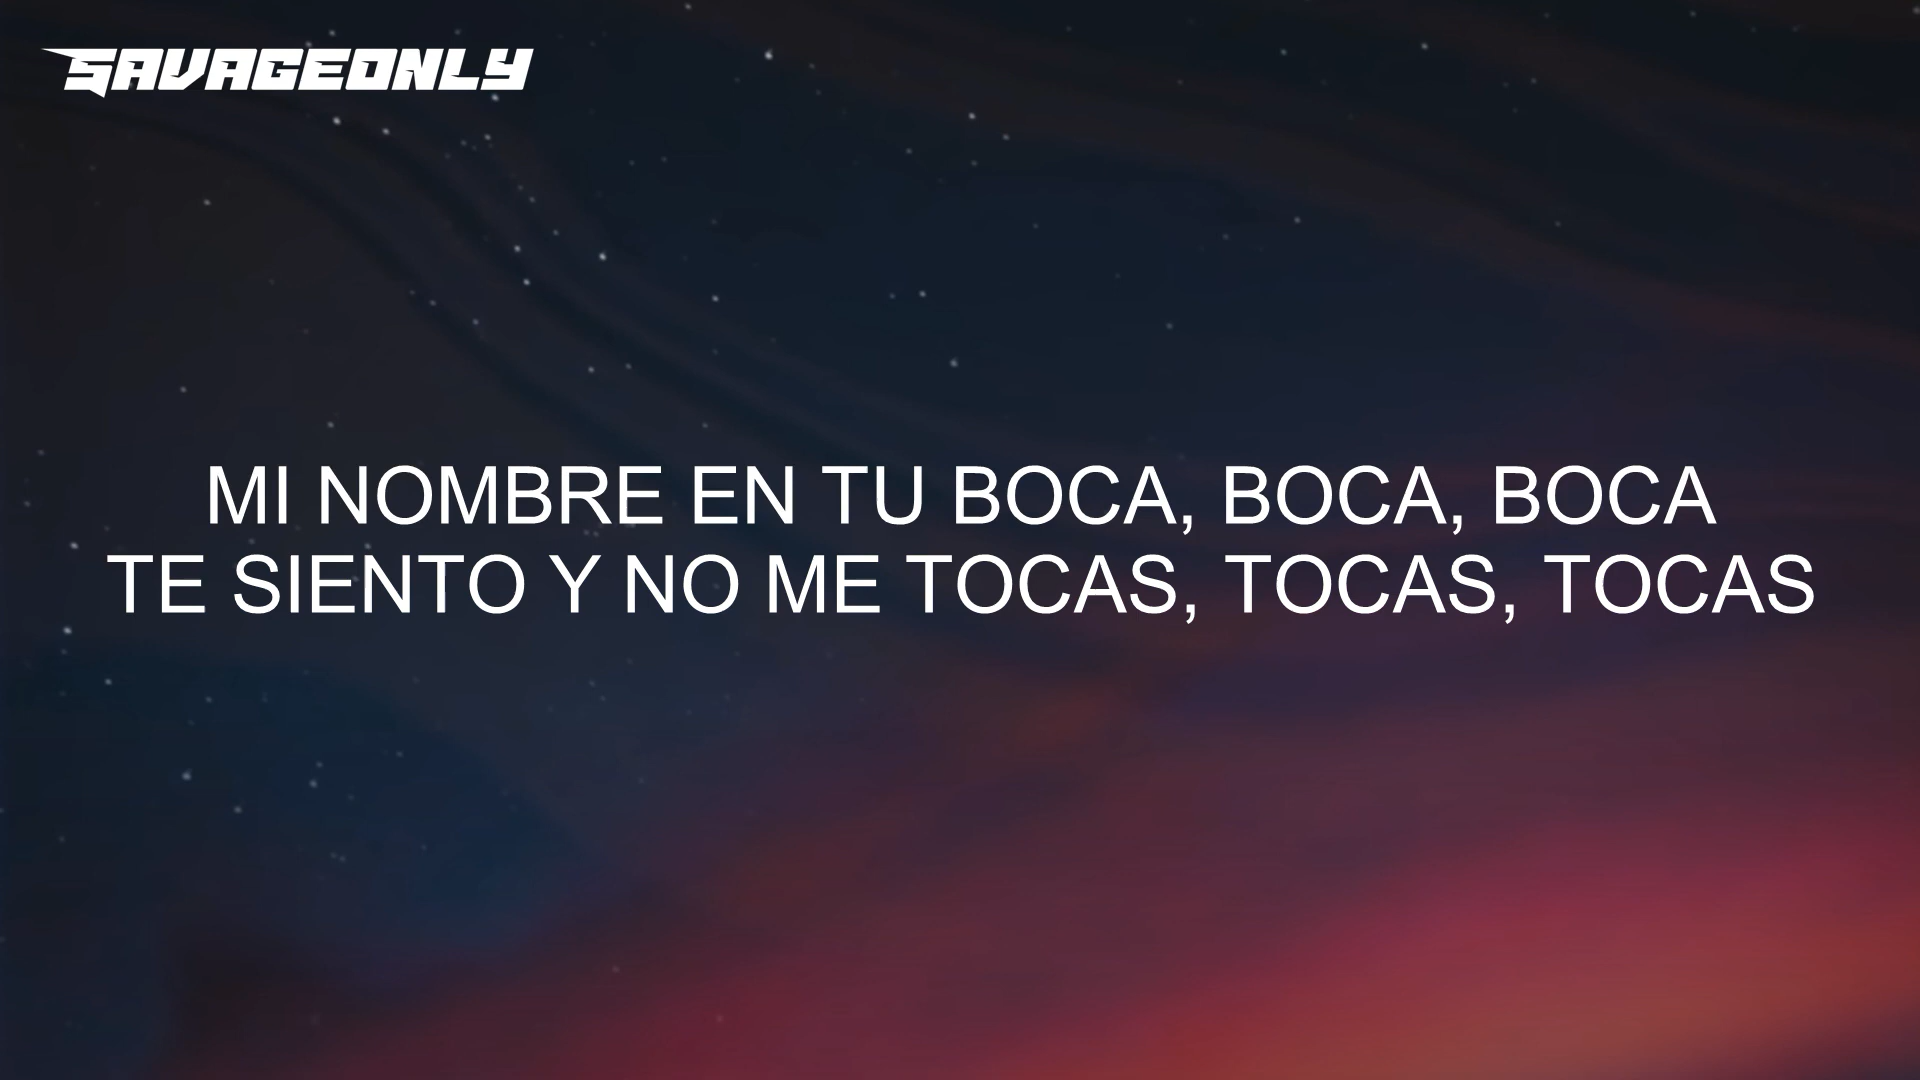 SAVAGEONLY
MI NOMBRE EN TU BOCA, BOCA, BOCA
TE SIENTO Y NO ME TOCAS, TOCAS, TOCAS